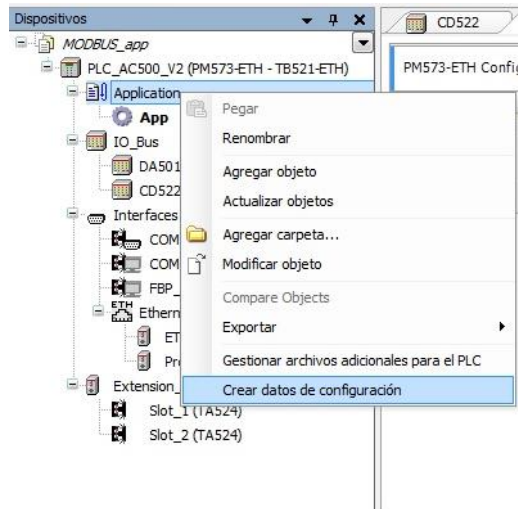 Dispositivos
CD522
MODBUS_app
PLC_AC500_V2 (PM573-ETH - TB521-ETH)
PM573-ETH Config
Application
App
Pegar
Renombrar
IO_Bus
DA501
Agregar objeto
CD522
Actualizar objetos
Interfaces
COM
Agregar carpeta...
COM
Modificar objeto
FBP_
Compare Objects
ETH
Ethern
Exportar
ET
Pr
Gestionar archivos adicionales para el PLC
Extension_
Crear datos de configuración
Slot_1 (TA524)
Slot_2 (TA524)